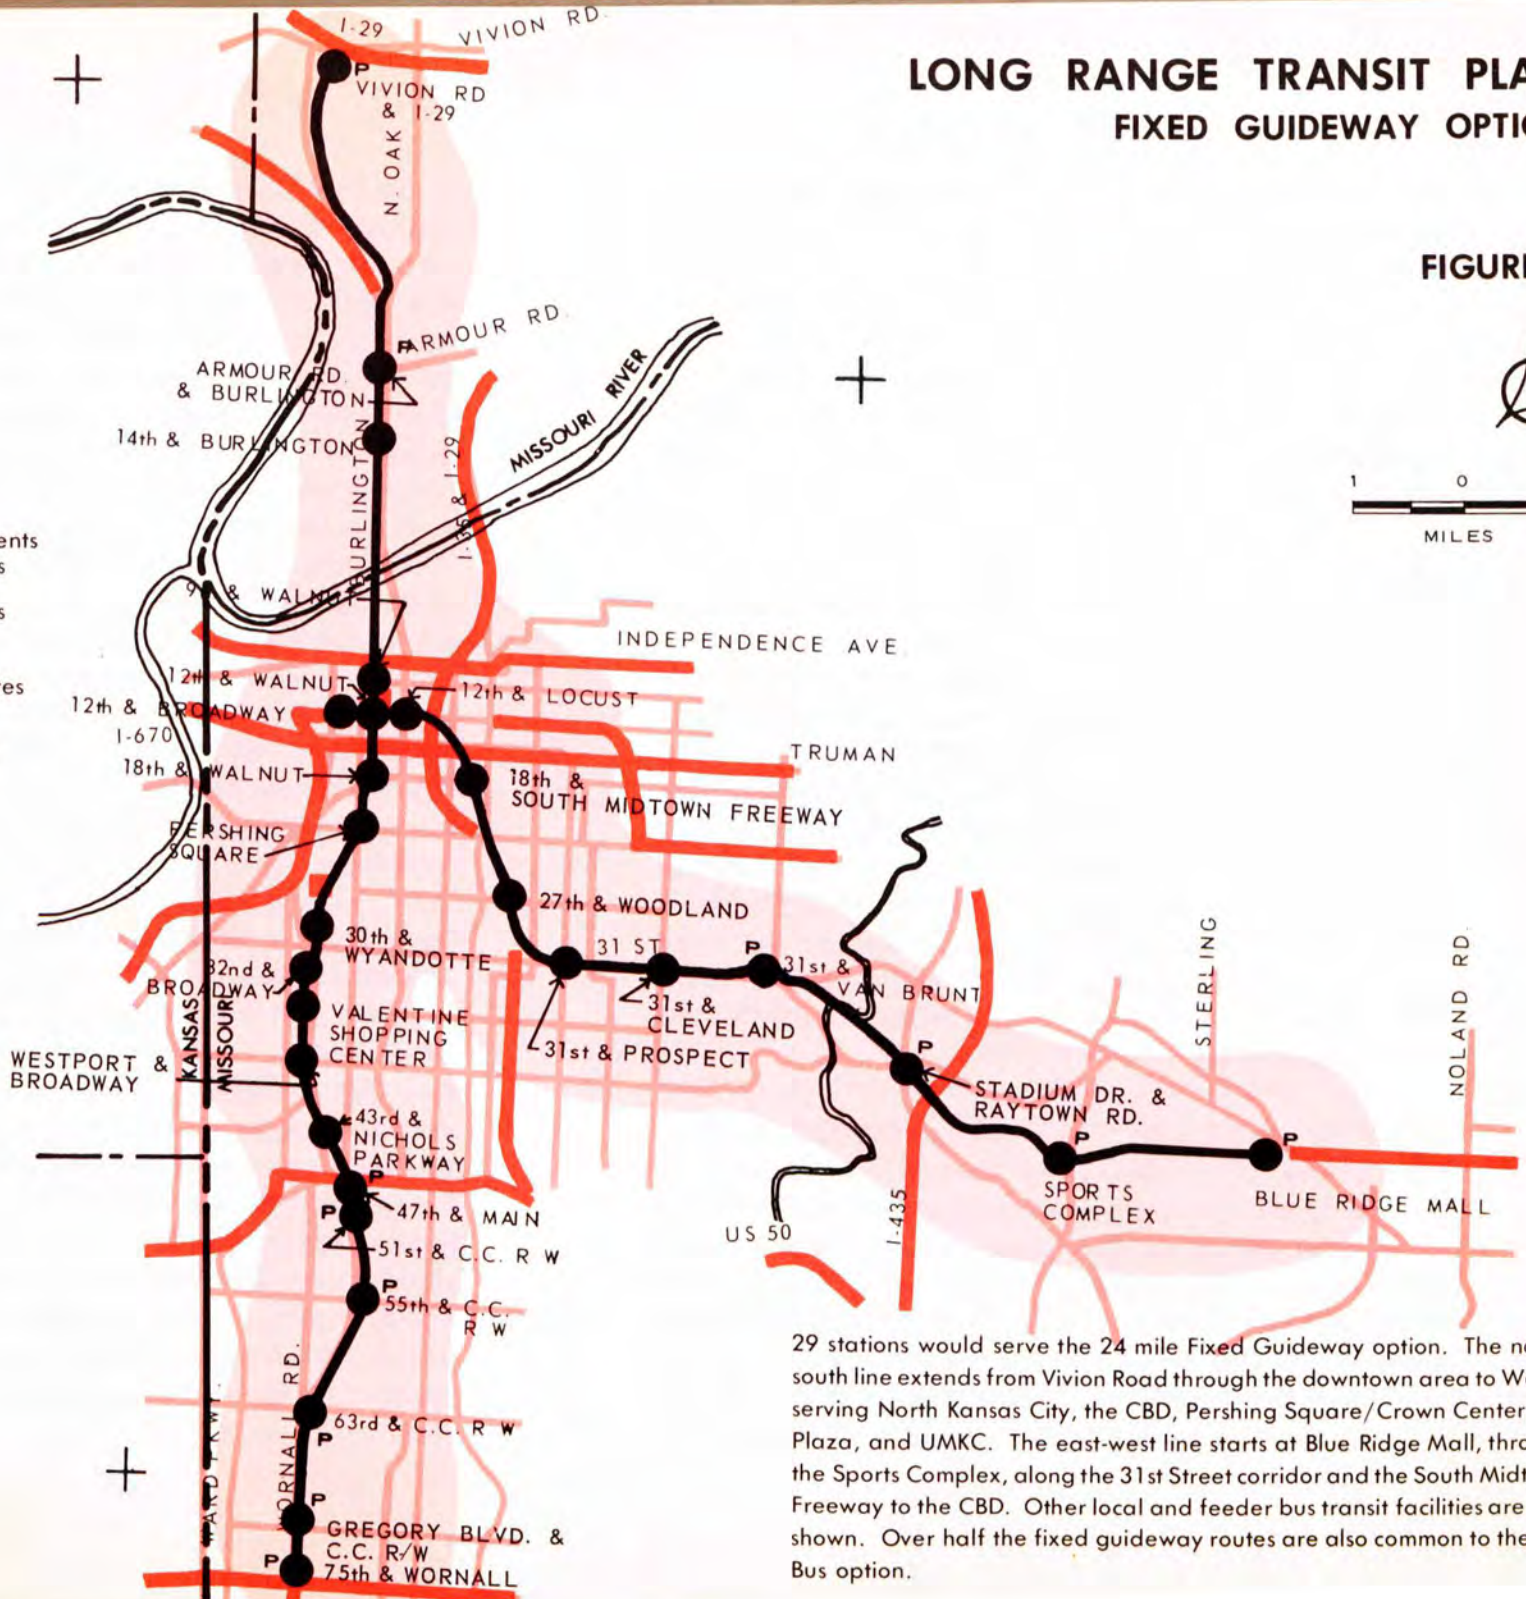 I-29
VIVION RD.
P
VIVION RD
& I-29
N. OAK
LONG RANGE TRANSIT PLA
FIXED GUIDEWAY OPTIO
FIGURE
1 0
MILES
P
ARMOUR RD.
ARMOUR RD.
& BURLINGTON
14th & BURLINGTON
BURLINGTON
I-35 & I-29
MISSOURI RIVER
ents
s
s
res
9th & WALNUT
INDEPENDENCE AVE
12th & WALNUT
12th & LOCUST
12th & BROADWAY
I-670
TRUMAN
18th & WALNUT
18th &
SOUTH MIDTOWN FREEWAY
PERSHING
SQUARE
27th & WOODLAND
30th &
WYANDOTTE
31 ST
P
31st &
VAN BRUNT
32nd &
BROADWAY
31st &
CLEVELAND
31st & PROSPECT
VALENTINE
SHOPPING
CENTER
KANSAS
MISSOURI
WESTPORT &
BROADWAY
STERLING
NOLAND RD.
P
STADIUM DR. &
RAYTOWN RD.
43rd &
NICHOLS
PARKWAY
P
SPORTS
COMPLEX
P
BLUE RIDGE MALL
P
47th & MAIN
P
51st & C.C. R W
US 50
I-435
P
55th & C.C.
R W
63rd & C.C. R W
P
WARD PKWY.
WORNALL RD.
P
GREGORY BLVD. &
C.C. R/W
P
75th & WORNALL
29 stations would serve the 24 mile Fixed Guideway option. The no
south line extends from Vivion Road through the downtown area to W
serving North Kansas City, the CBD, Pershing Square/Crown Center
Plaza, and UMKC. The east-west line starts at Blue Ridge Mall, thro
the Sports Complex, along the 31st Street corridor and the South Midt
Freeway to the CBD. Other local and feeder bus transit facilities are
shown. Over half the fixed guideway routes are also common to the
Bus option.